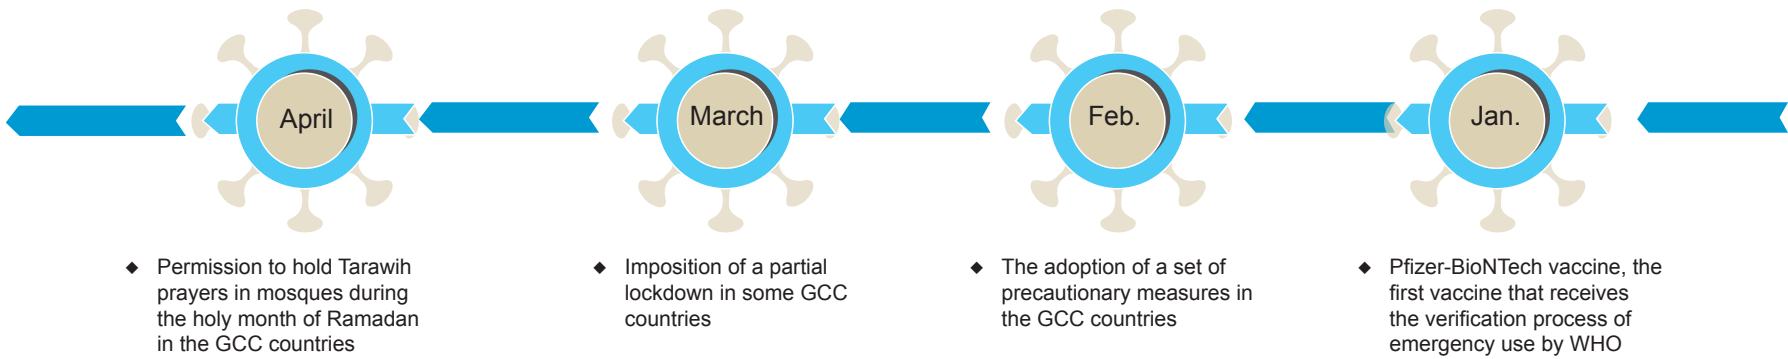 April
March
Feb.
Jan.
◆ Permission to hold Tarawih
prayers in mosques during
the holy month of Ramadan
in the GCC countries
◆ Imposition of a partial
lockdown in some GCC
countries
◆ The adoption of a set of
precautionary measures in
the GCC countries
◆ Pfizer-BioNTech vaccine, the
first vaccine that receives
the verification process of
emergency use by WHO